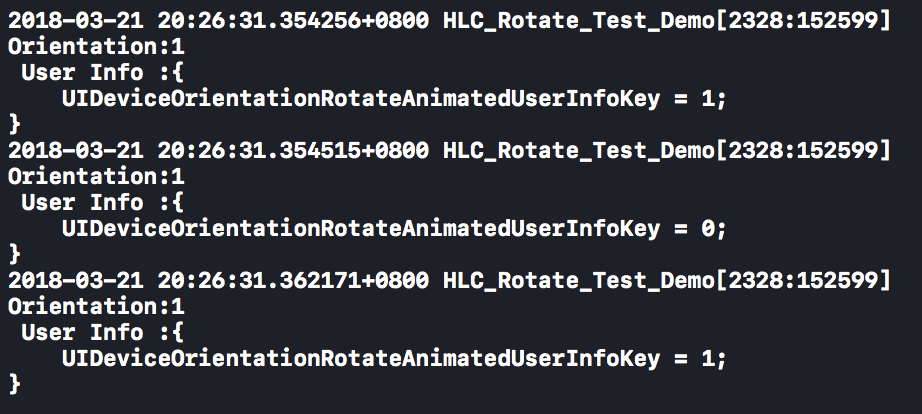 2018-03-21 20:26:31.354256+0800 HLC_Rotate_Test_Demo[2328:152599]
Orientation:1
 User Info :{
    UIDeviceOrientationRotateAnimatedUserInfoKey = 1;
}
2018-03-21 20:26:31.354515+0800 HLC_Rotate_Test_Demo[2328:152599]
Orientation:1
 User Info :{
    UIDeviceOrientationRotateAnimatedUserInfoKey = 0;
}
2018-03-21 20:26:31.362171+0800 HLC_Rotate_Test_Demo[2328:152599]
Orientation:1
 User Info :{
    UIDeviceOrientationRotateAnimatedUserInfoKey = 1;
}